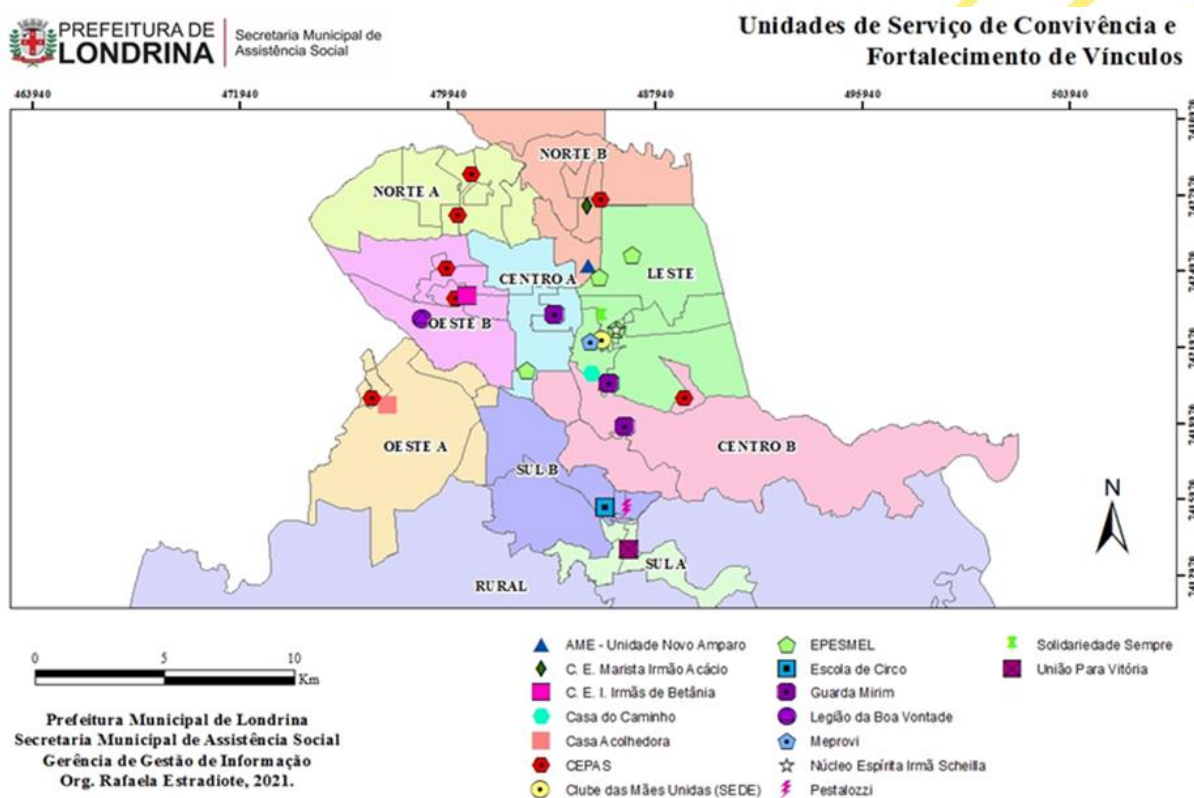 PREFEITURA DE
LONDRINA
Secretaria Municipal de
Assistência Social
Unidades de Serviço de Convivência e
Fortalecimento de Vínculos
463940 471940 479940 487940 495940 503940
NORTE B
NORTE A
CENTRO A
LESTE
OESTE B
OESTE A
CENTRO B
SUL B
SUL A
RURAL
N
0 5 10
Km
Prefeitura Municipal de Londrina
Secretaria Municipal de Assistência Social
Gerência de Gestão de Informação
Org. Rafaela Estradiote, 2021.
AME - Unidade Novo Amparo
C. E. Marista Irmão Acácio
C. E. I. Irmãs de Betânia
Casa do Caminho
Casa Acolhedora
CEPAS
Clube das Mães Unidas (SEDE)
EPESMEL
Escola de Circo
Guarda Mirim
Legião da Boa Vontade
Meprovi
Núcleo Espírita Irmã Scheilla
Pestalozzi
Solidariedade Sempre
União Para Vitória